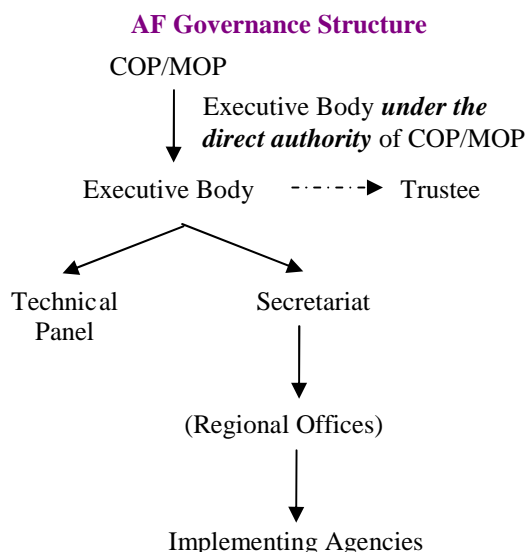 AF Governance Structure
COP/MOP
Executive Body under the
direct authority of COP/MOP
Executive Body
Trustee
Technical
Panel
Secretariat
(Regional Offices)
Implementing Agencies